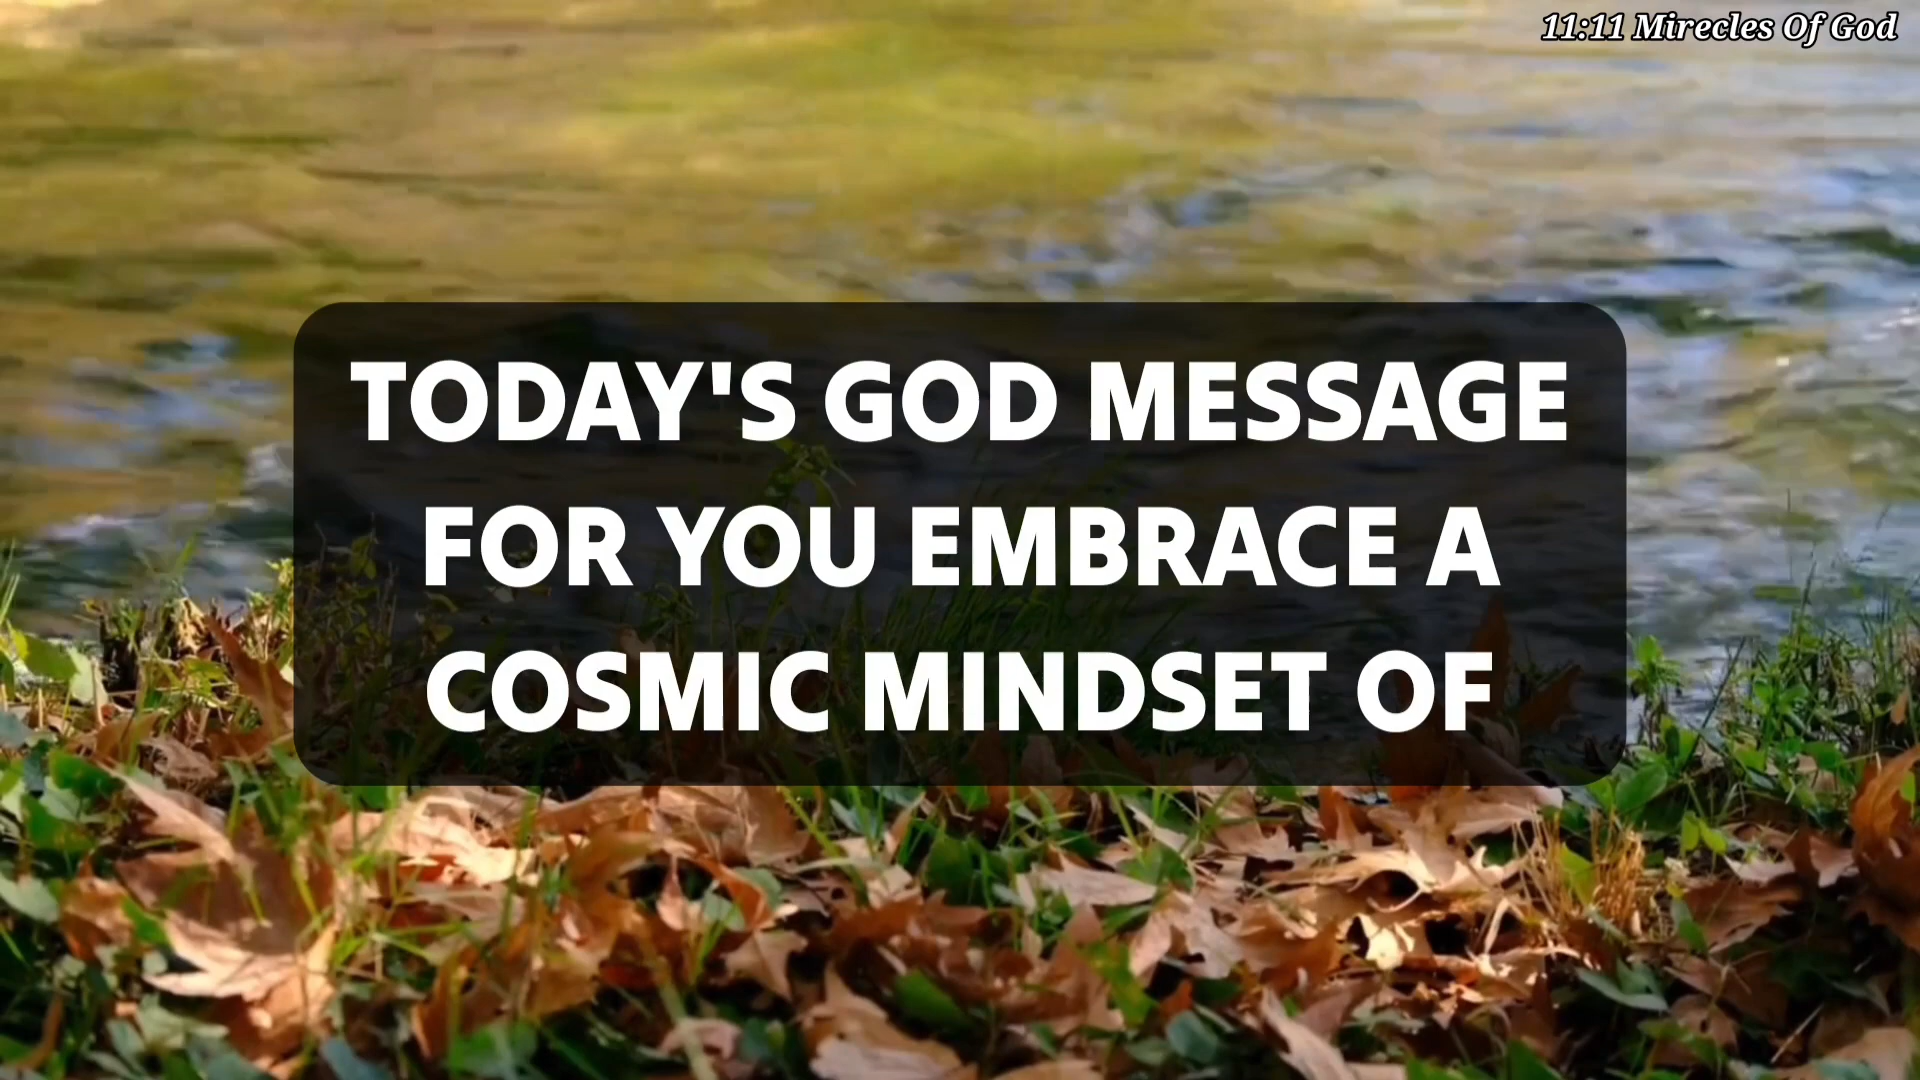 11:11 Mirecles Of God
TODAY'S GOD MESSAGE
FOR YOU EMBRACE A
COSMIC MINDSET OF